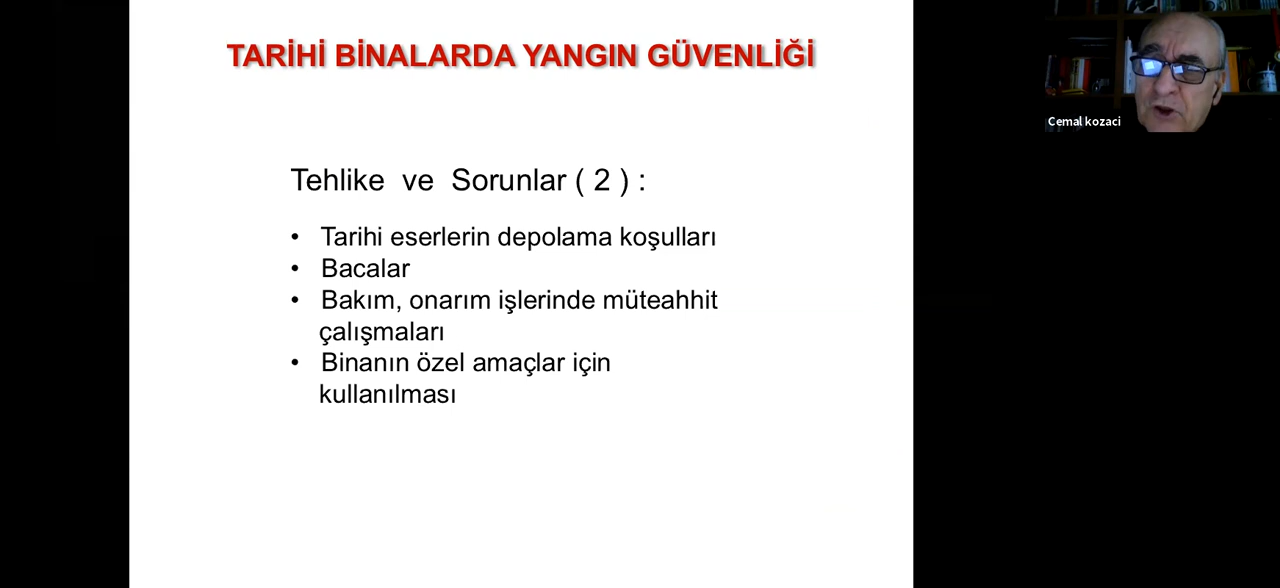 TARİHİ BİNALARDA YANGIN GÜVENLİĞİ
Cemal kozaci
Tehlike ve Sorunlar ( 2 ) :
• Tarihi eserlerin depolama koşulları
• Bacalar
• Bakım, onarım işlerinde müteahhit
çalışmaları
• Binanın özel amaçlar için
kullanılması